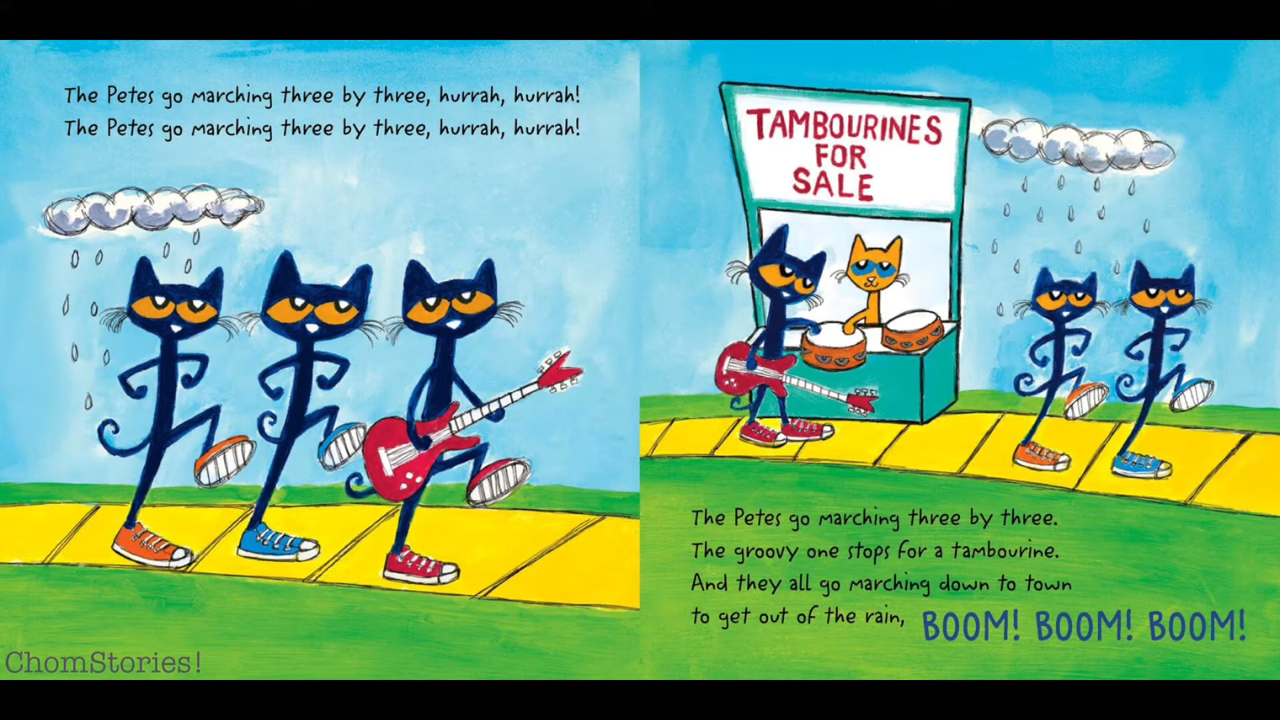 The Petes go marching three by three, hurrah, hurrah!
The Petes go marching three by three, hurrah, hurrah!
TAMBOURINES
FOR
SALE
The Petes go marching three by three.
The groovy one stops for a tambourine.
And they all go marching down to town
to get out of the rain, BOOM! BOOM! BOOM!
ChomStories!